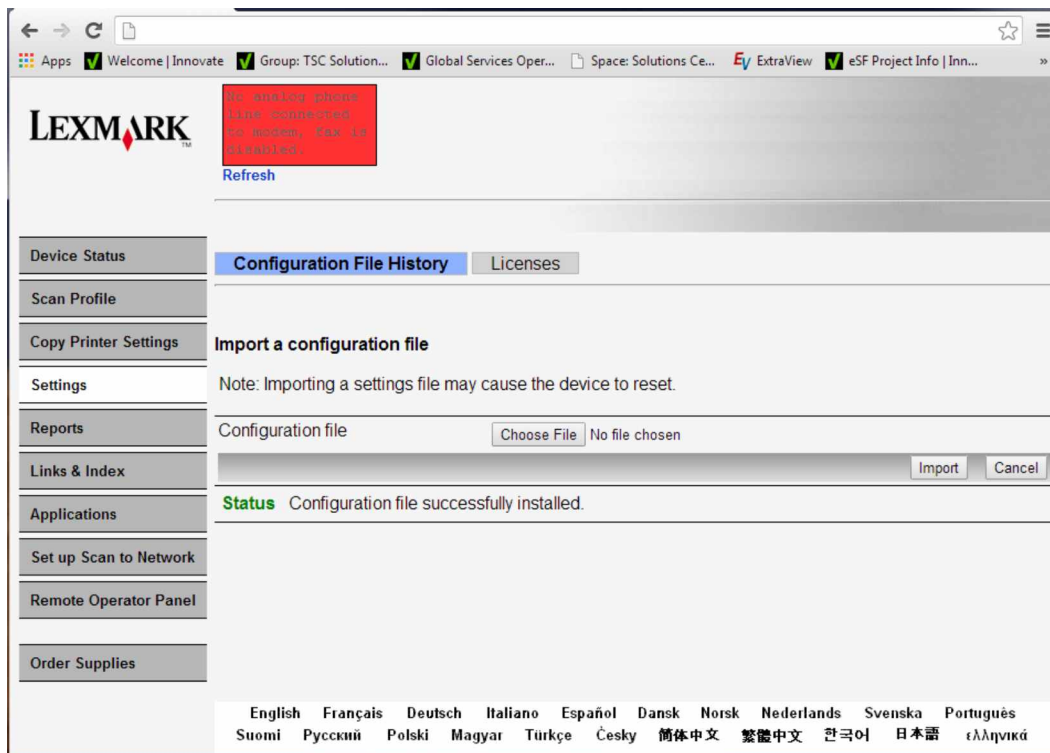 Apps Welcome | Innovate Group: TSC Solution... Global Services Oper... Space: Solutions Ce... EV ExtraView eSF Project Info | Inn... »
LEXMARK TM
No analog phone
line connected
to modem, fax is
disabled.
Refresh
Device Status
Scan Profile
Copy Printer Settings
Settings
Reports
Links & Index
Applications
Set up Scan to Network
Remote Operator Panel
Order Supplies
Configuration File History Licenses
Import a configuration file
Note: Importing a settings file may cause the device to reset.
Configuration file Choose File No file chosen
Import Cancel
Status Configuration file successfully installed.
English Français Deutsch Italiano Español Dansk Norsk Nederlands Svenska Português
Suomi Русский Polski Magyar Türkçe Česky 简体中文 繁體中文 한국어 日本語 ελληνικά